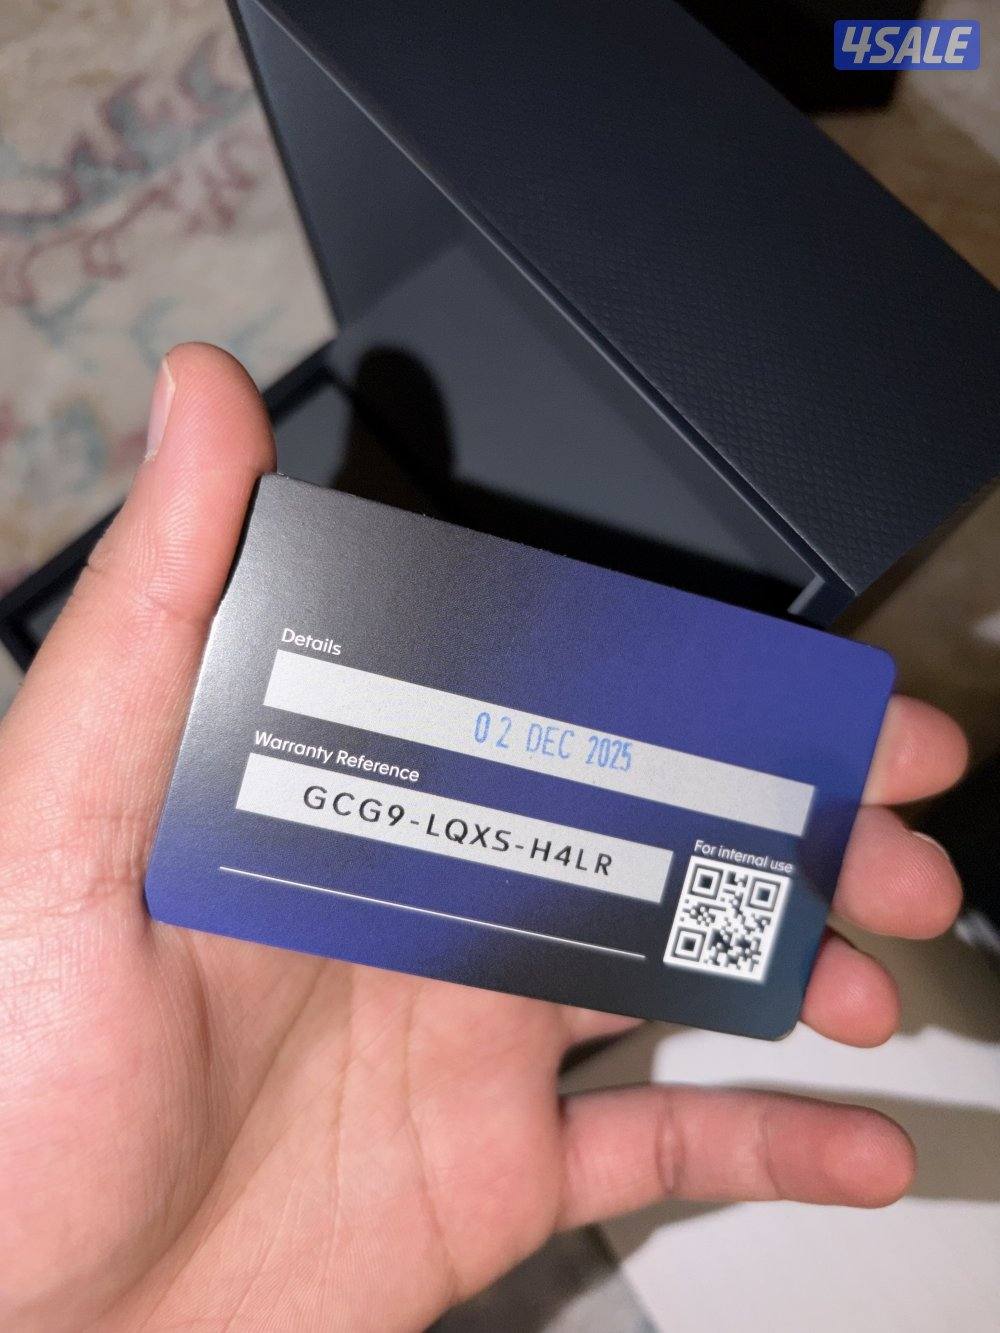 4SALE
Details
02 DEC 2025
Warranty Reference
GCG9-LQXS-H4LR
For internal use